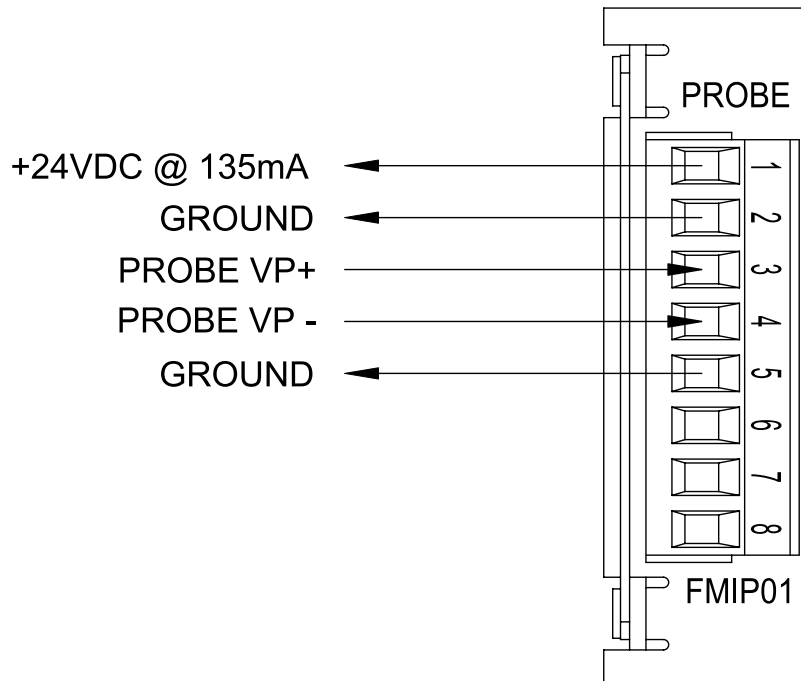 PROBE
+24VDC @ 135mA
1
GROUND
2
PROBE VP+
3
PROBE VP -
4
GROUND
5
6
7
8
FMIP01